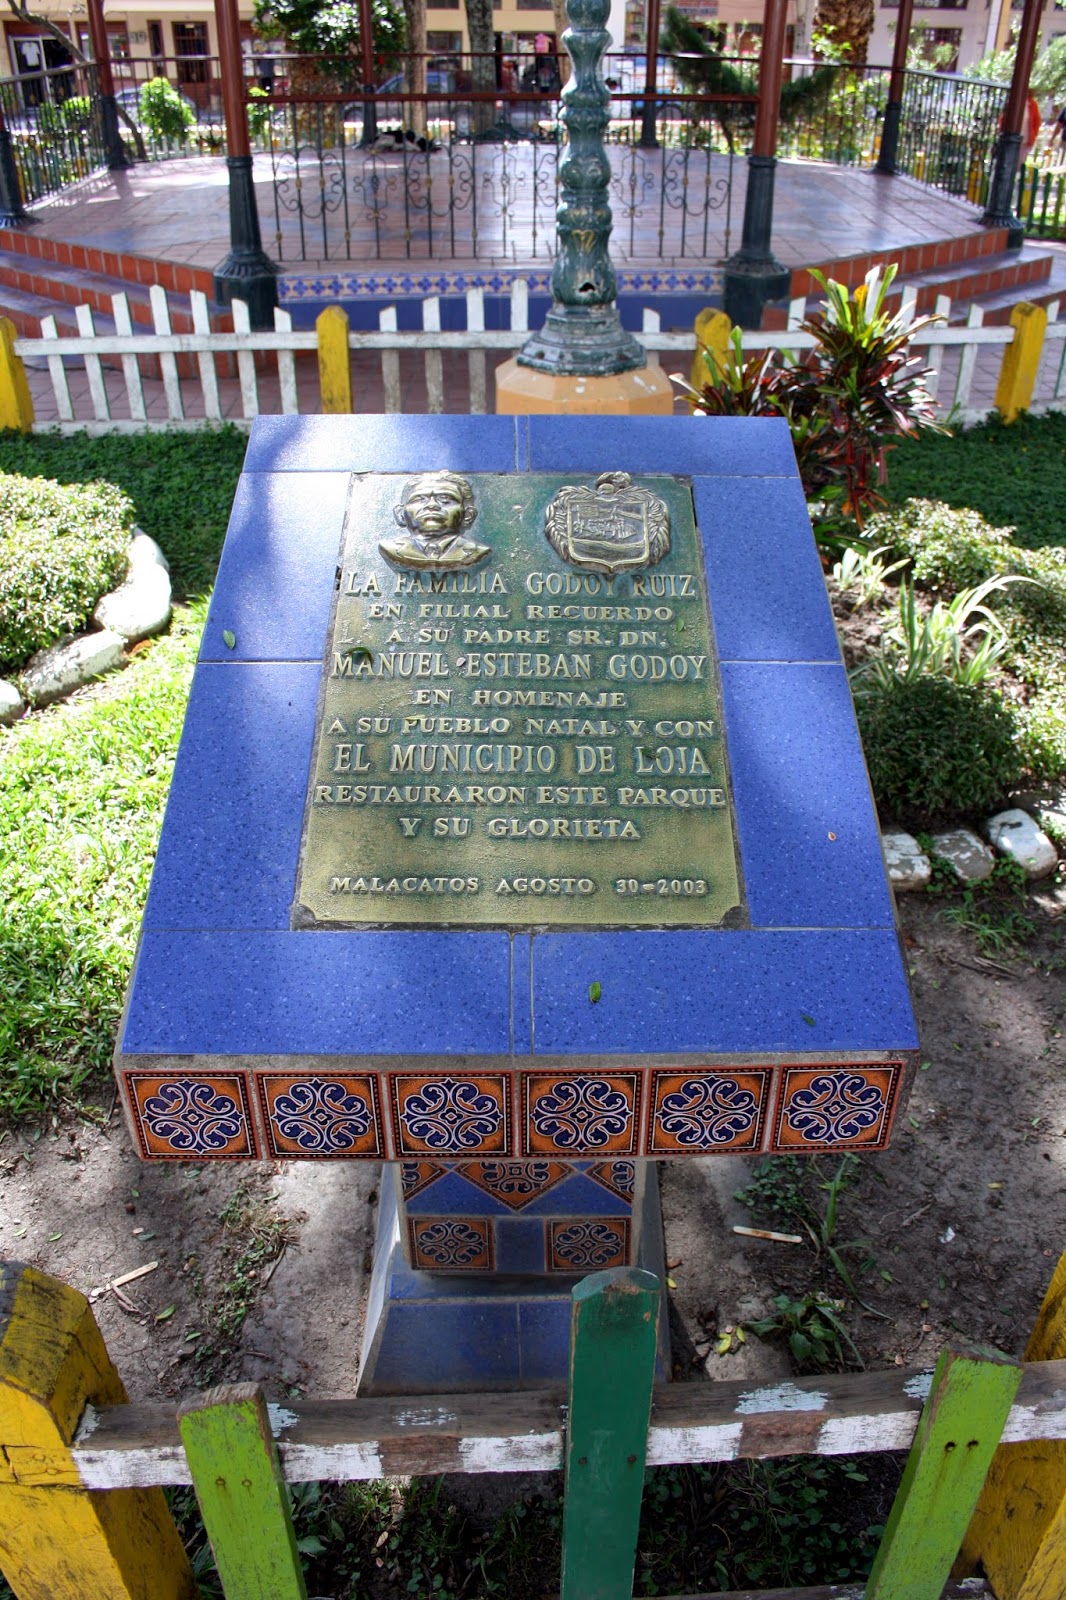 LA FAMILIA GODOY RUIZ
EN FILIAL RECUERDO
A SU PADRE SR. DN.
MANUEL ESTEBAN GODOY
EN HOMENAJE
A SU PUEBLO NATAL Y CON
EL MUNICIPIO DE LOJA
RESTAURARON ESTE PARQUE
Y SU GLORIETA
MALACATOS AGOSTO 30-2003